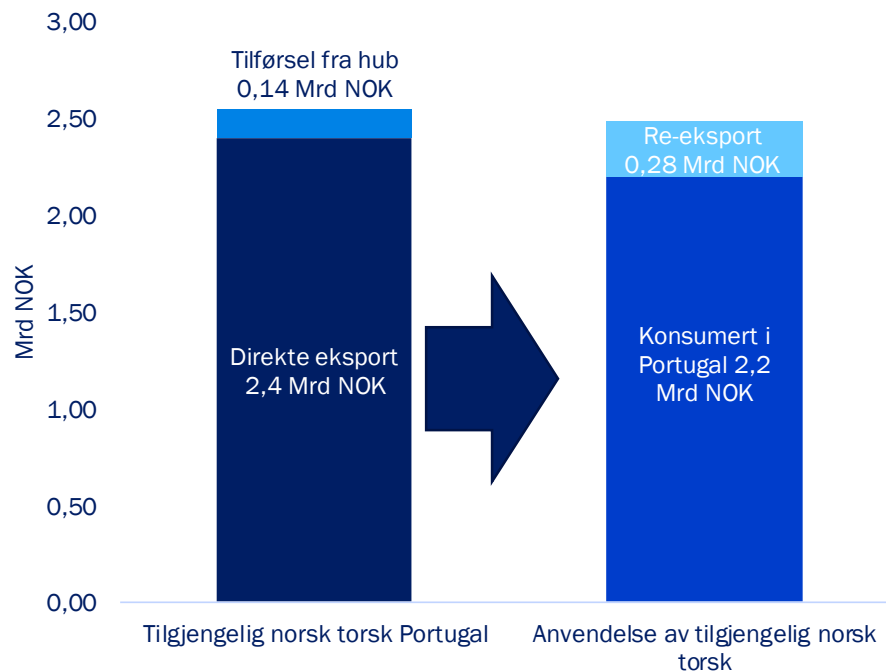 3,00
2,50
2,00
1,50
1,00
0,50
0,00
Mrd NOK
Tilførsel fra hub
0,14 Mrd NOK
Direkte eksport
2,4 Mrd NOK
Re-eksport
0,28 Mrd NOK
Konsumert i
Portugal 2,2
Mrd NOK
Tilgjengelig norsk torsk Portugal
Anvendelse av tilgjengelig norsk
torsk